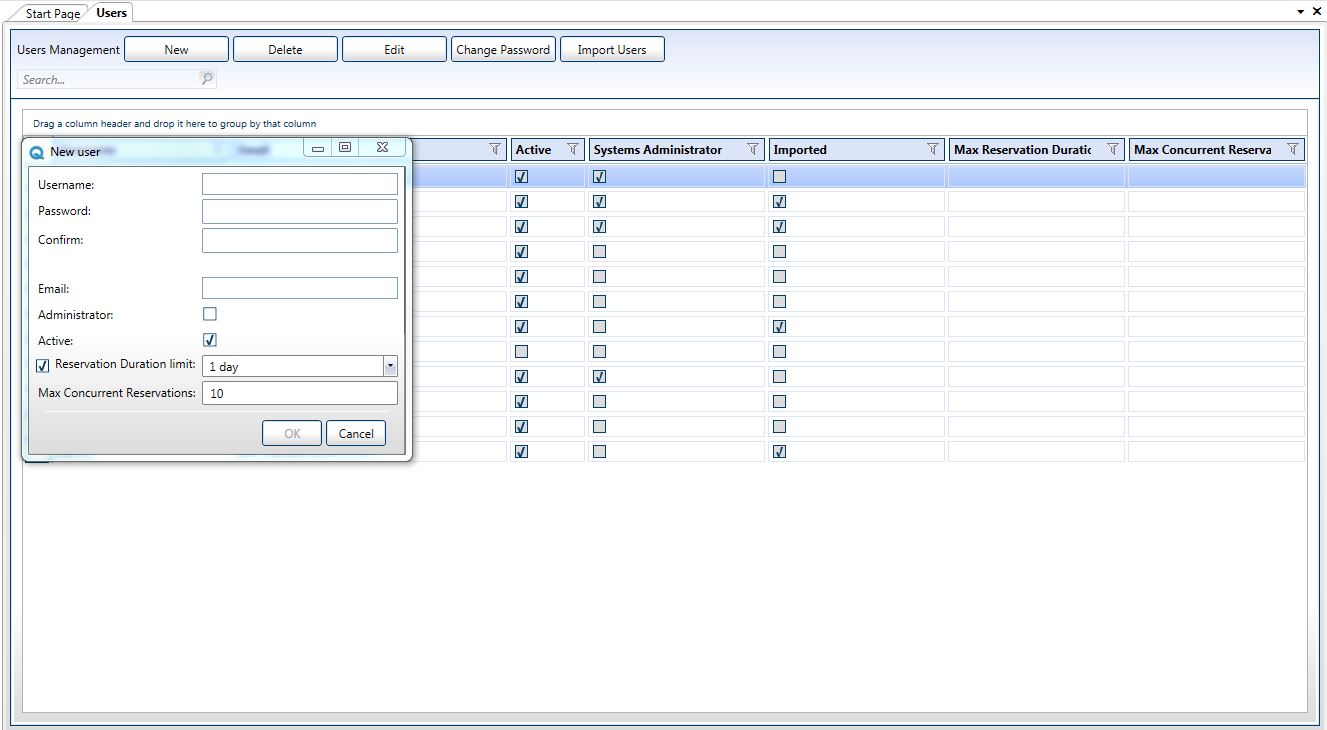 Start Page Users
Users Management New Delete Edit Change Password Import Users
Search...
Drag a column header and drop it here to group by that column
Active Systems Administrator Imported Max Reservation Duratic Max Concurrent Reserva
New user
Username:
Password:
Confirm:
Email:
Administrator:
Active:
Reservation Duration limit: 1 day
Max Concurrent Reservations: 10
OK Cancel